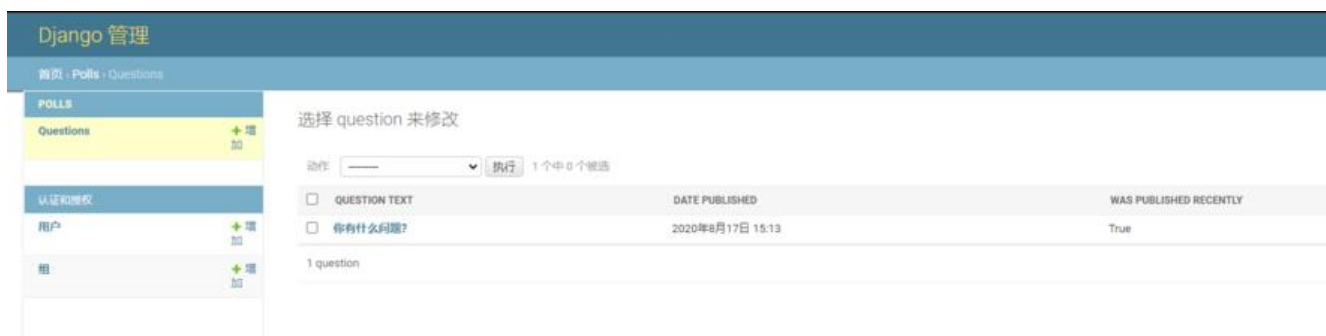 Django 管理
首页 › Polls › Questions
POLLS
Questions
增加
选择 question 来修改
动作 -------- 执行 1 个中 0 个被选
QUESTION TEXT DATE PUBLISHED WAS PUBLISHED RECENTLY
你有什么问题? 2020年8月17日 15:13 True
1 question
认证和授权
用户
增加
组
增加